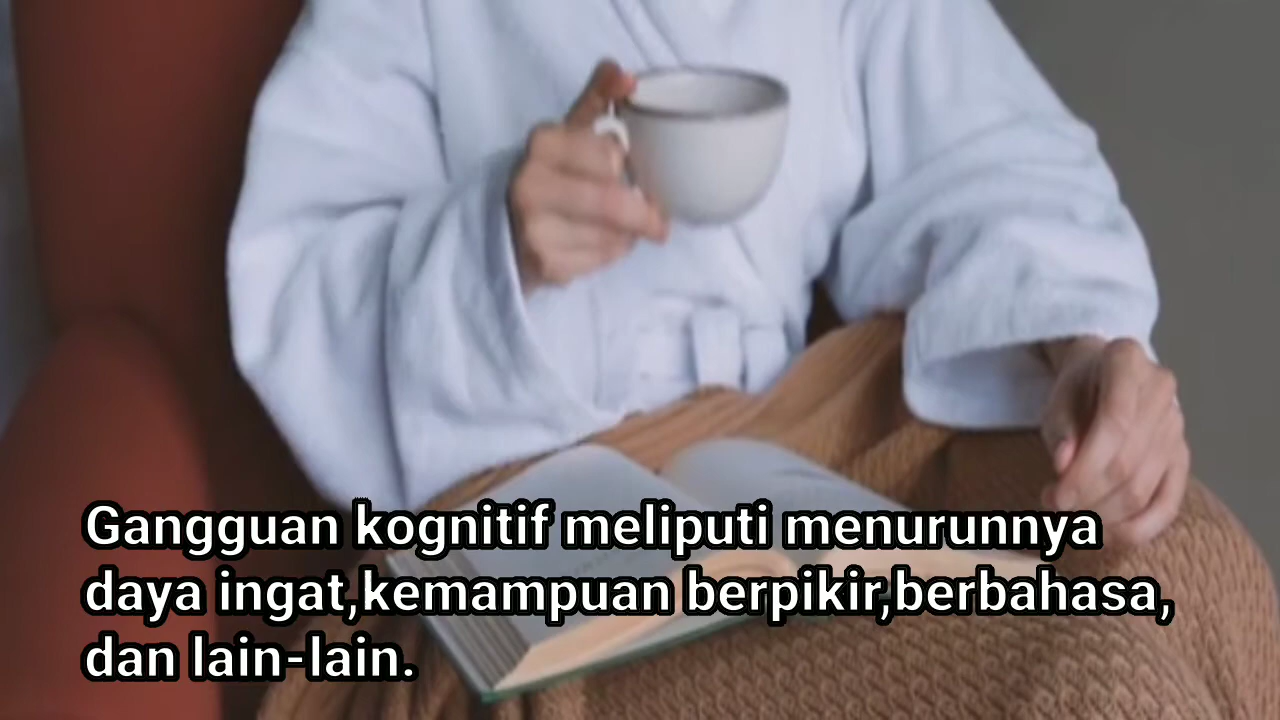 Gangguan kognitif meliputi menurunnya
daya ingat,kemampuan berpikir,berbahasa,
dan lain-lain.